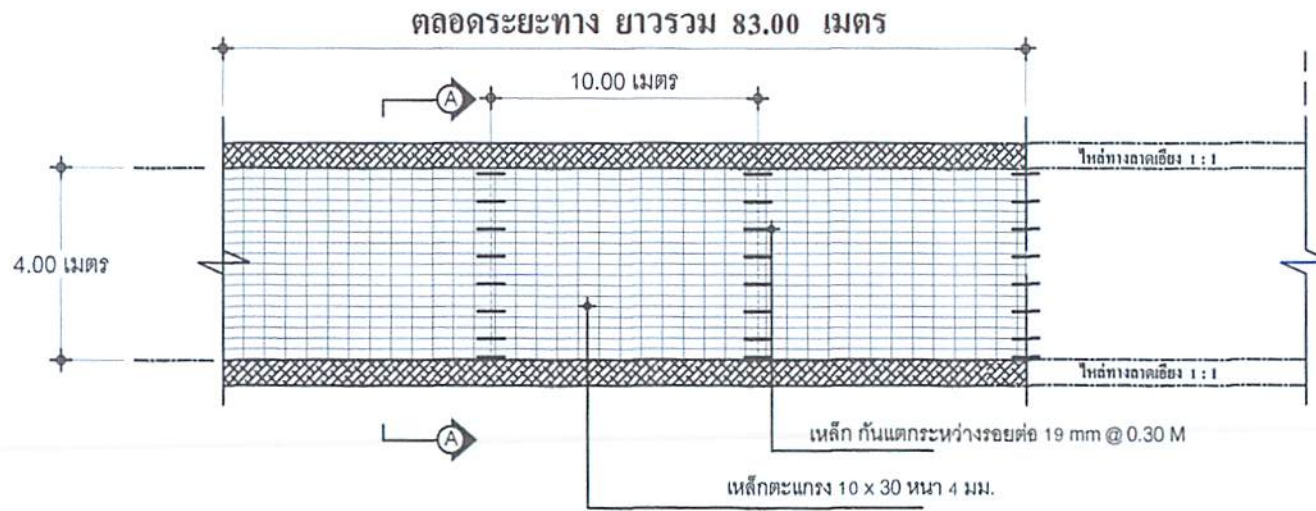 ตลอดระยะทาง ยาวรวม 83.00 เมตร
A
10.00 เมตร
ไหล่ทางลาดเอียง 1 : 1
4.00 เมตร
ไหล่ทางลาดเอียง 1 : 1
A
เหล็ก กันแตกระหว่างรอยต่อ 19 mm @ 0.30 M
เหล็กตะแกรง 10 x 30 หนา 4 มม.